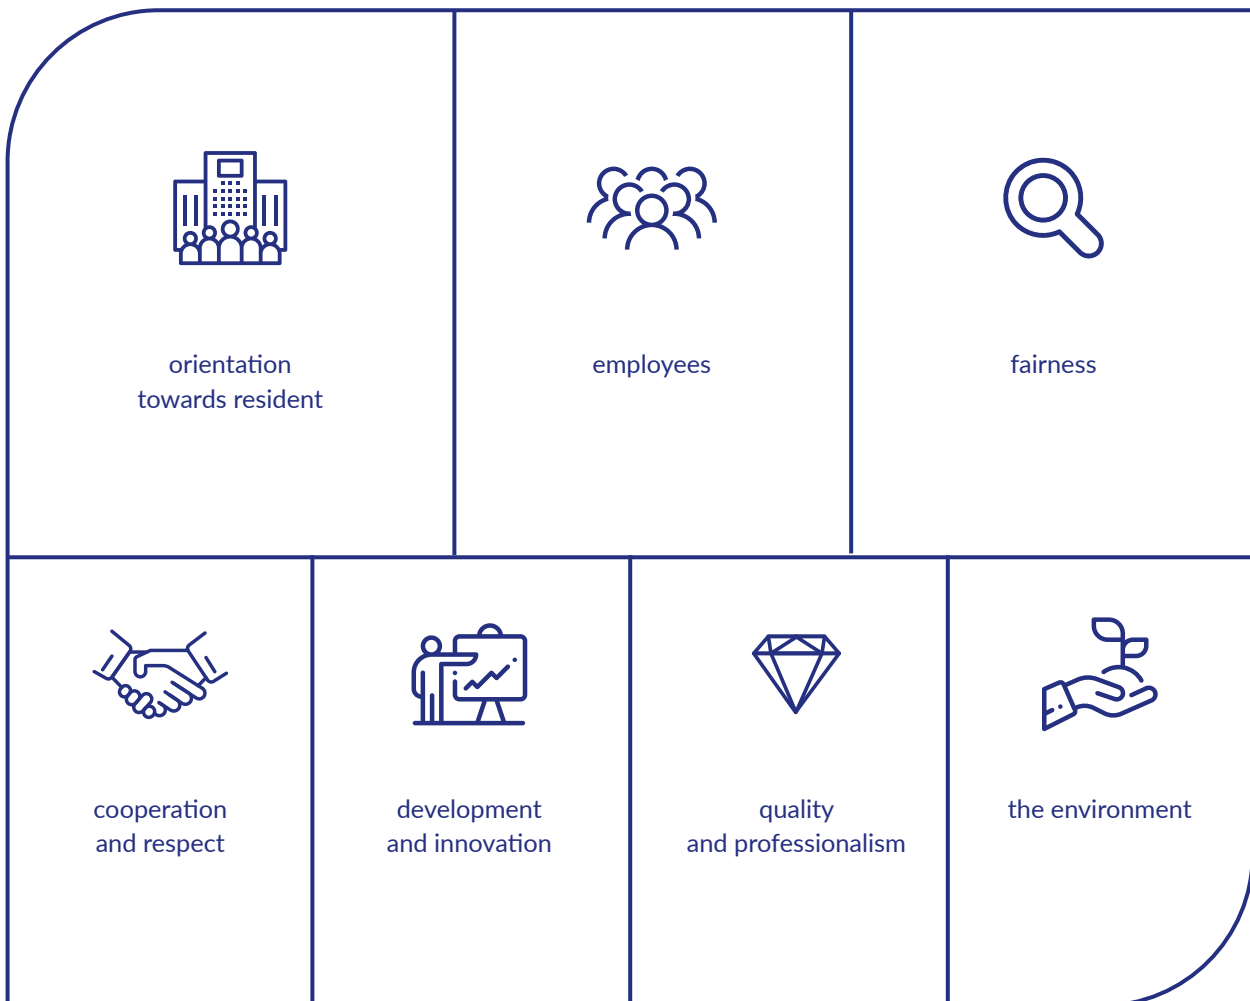 orientation
towards resident
employees
fairness
cooperation
and respect
development
and innovation
quality
and professionalism
the environment